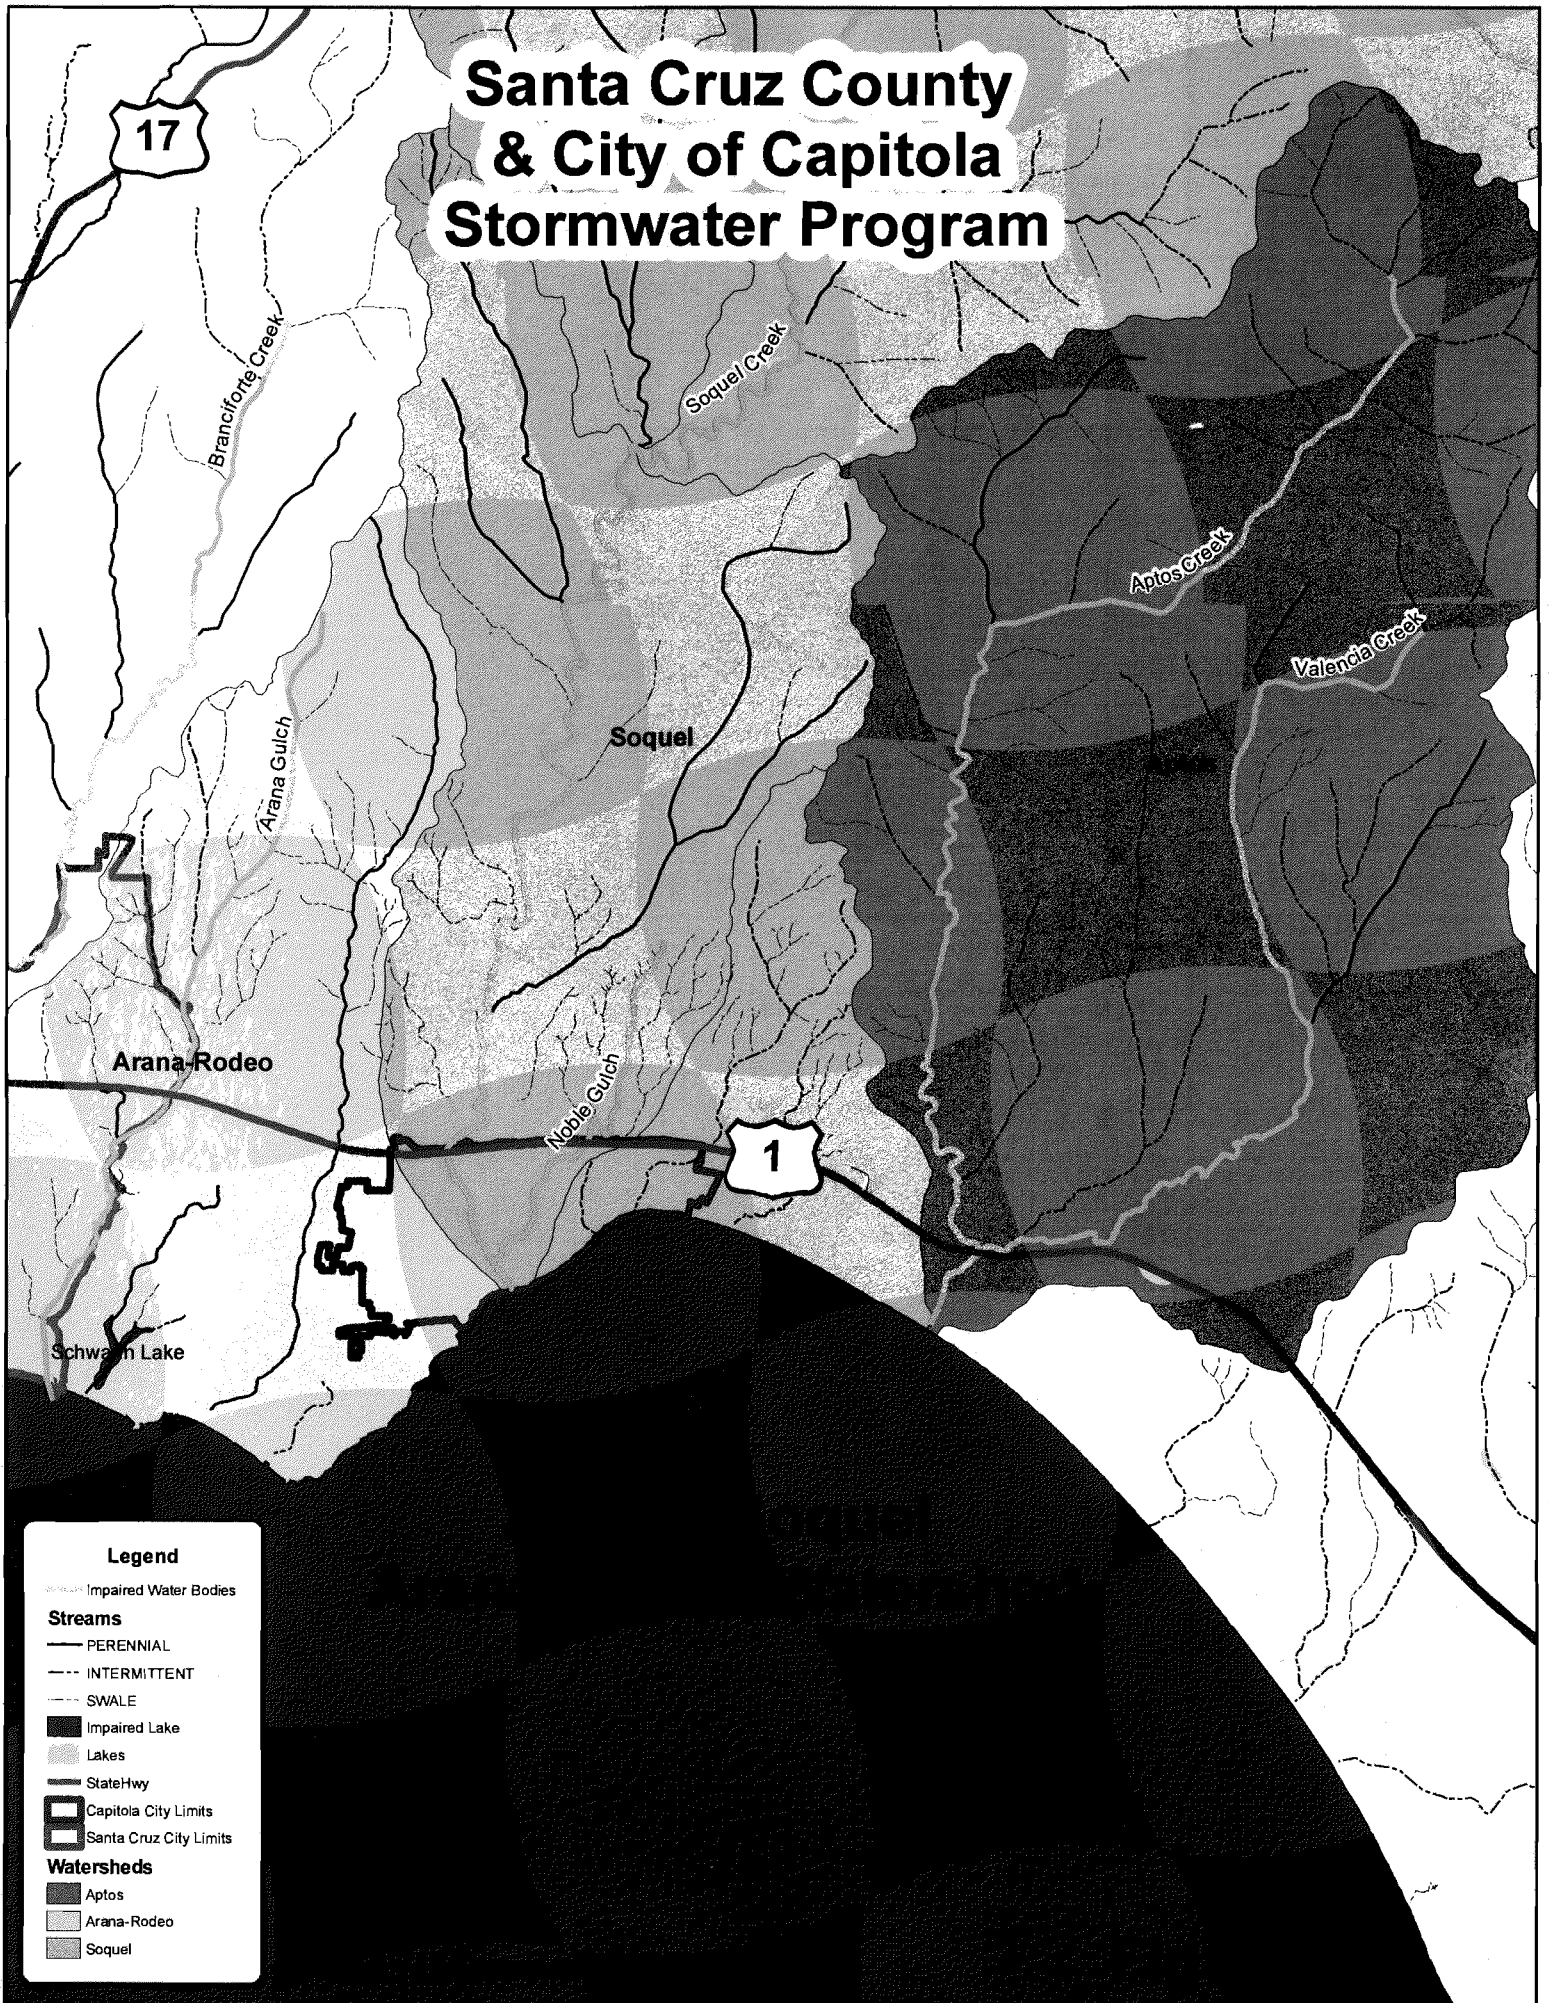 Santa Cruz County
& City of Capitola
Stormwater Program
17
Branciforte Creek
Soquel Creek
Aptos Creek
Valencia Creek
Arana Gulch
Soquel
Arana-Rodeo
Noble Gulch
1
Schwann Lake
Legend
Impaired Water Bodies
Streams
PERENNIAL
INTERMITTENT
SWALE
Impaired Lake
Lakes
StateHwy
Capitola City Limits
Santa Cruz City Limits
Watersheds
Aptos
Arana-Rodeo
Soquel